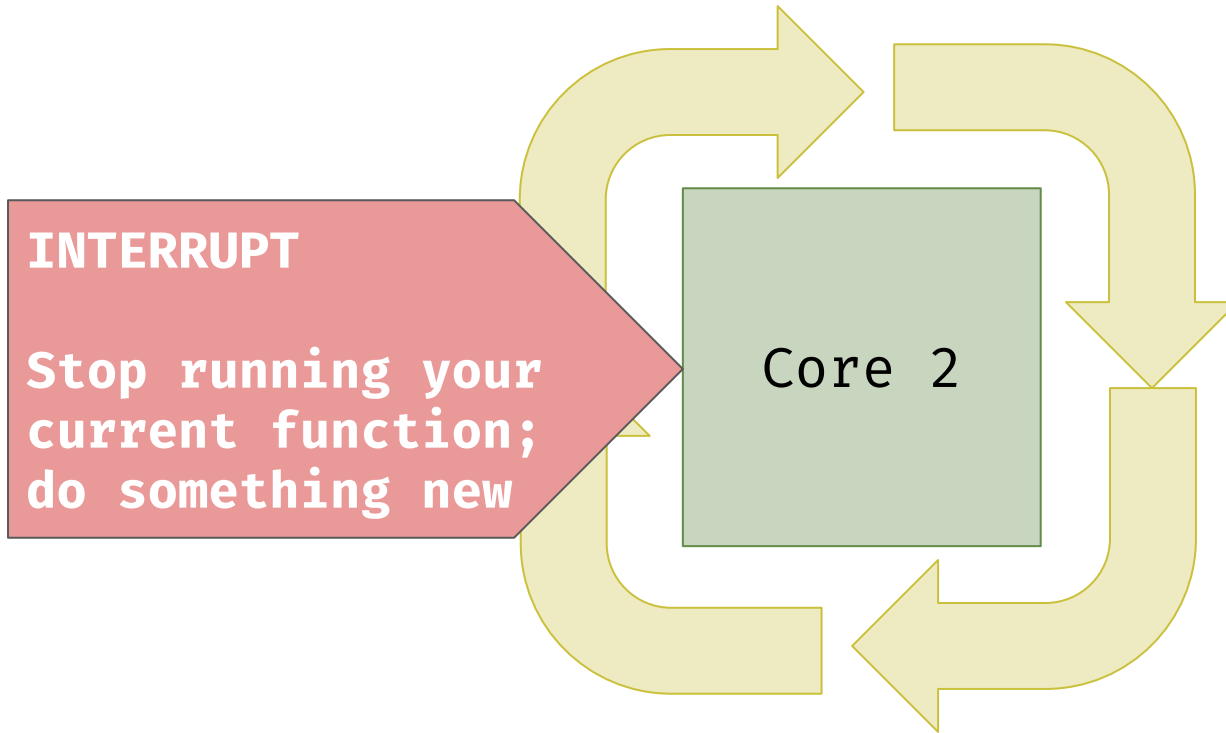 INTERRUPT
Stop running your
current function;
do something new
Core 2